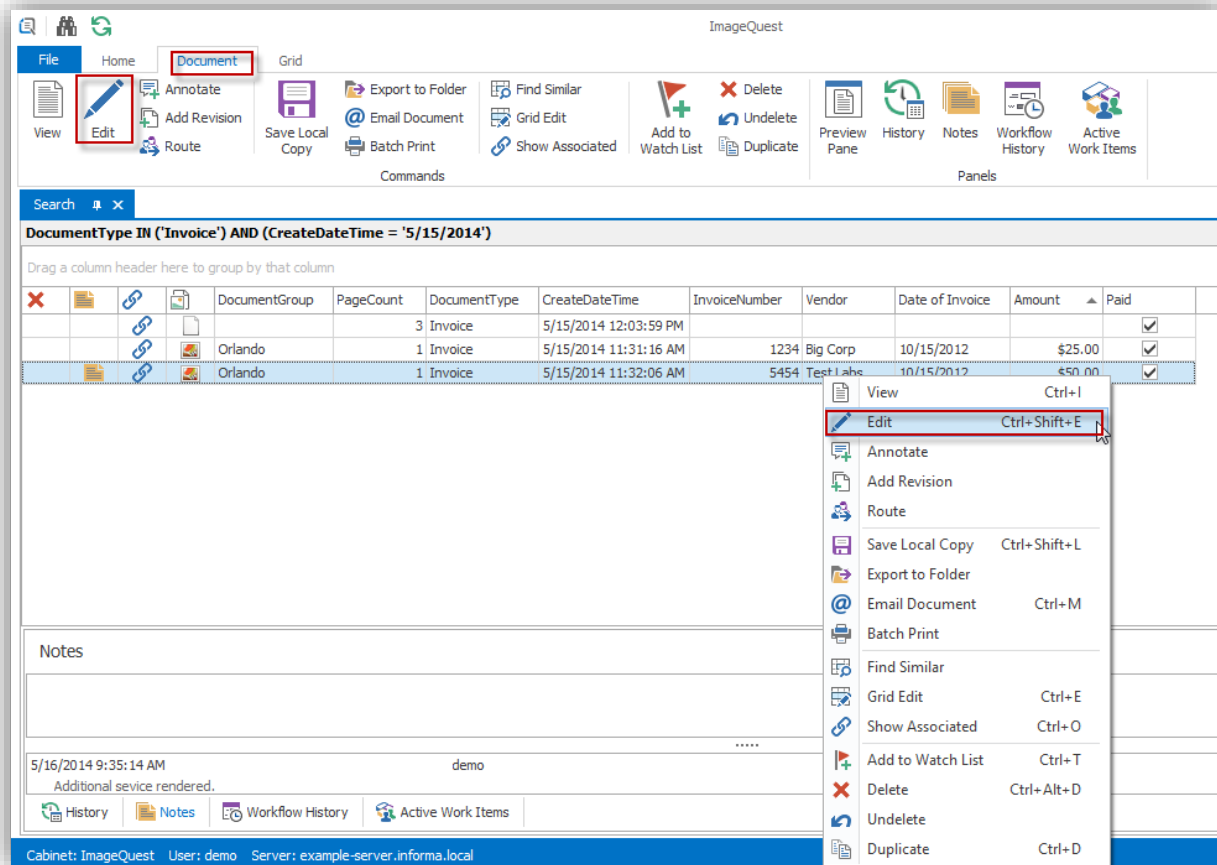 ImageQuest
File Home Document Grid
View
Edit
Annotate
Add Revision
Route
Save Local Copy
Export to Folder
Email Document
Batch Print
Find Similar
Grid Edit
Show Associated
Add to Watch List
Delete
Undelete
Duplicate
Preview Pane
History
Notes
Workflow History
Active Work Items
Commands
Panels
Search
DocumentType IN ('Invoice') AND (CreateDateTime = '5/15/2014')
Drag a column header here to group by that column
DocumentGroup PageCount DocumentType CreateDateTime InvoiceNumber Vendor Date of Invoice Amount Paid
3 Invoice 5/15/2014 12:03:59 PM
Orlando 1 Invoice 5/15/2014 11:31:16 AM 1234 Big Corp 10/15/2012 $25.00
Orlando 1 Invoice 5/15/2014 11:32:06 AM 5454 Test Labs 10/15/2012 $50.00
View Ctrl+I
Edit Ctrl+Shift+E
Annotate
Add Revision
Route
Save Local Copy Ctrl+Shift+L
Export to Folder
Email Document Ctrl+M
Batch Print
Find Similar
Grid Edit Ctrl+E
Show Associated Ctrl+O
Add to Watch List Ctrl+T
Delete Ctrl+Alt+D
Undelete
Duplicate Ctrl+D
Notes
5/16/2014 9:35:14 AM demo
Additional sevice rendered.
History Notes Workflow History Active Work Items
Cabinet: ImageQuest User: demo Server: example-server.informa.local